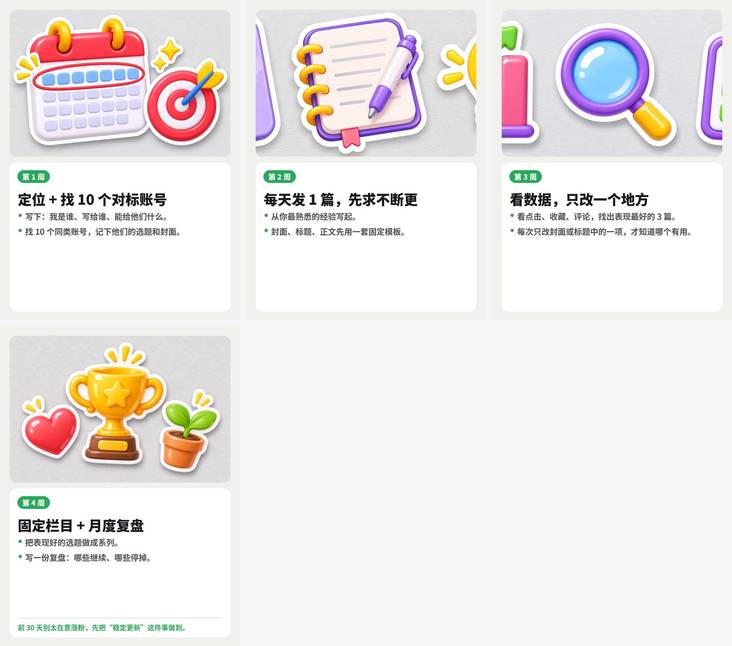 第 1 周
定位 + 找 10 个对标账号
写下：我是谁、写给谁、能给他们什么。
找 10 个同类账号，记下他们的选题和封面。
第 2 周
每天发 1 篇，先求不断更
从你最熟悉的经验写起。
封面、标题、正文先用一套固定模板。
第 3 周
看数据，只改一个地方
看点击、收藏、评论，找出表现最好的 3 篇。
每次只改封面或标题中的一项，才知道哪个有用。
第 4 周
固定栏目 + 月度复盘
把表现好的选题做成系列。
写一份复盘：哪些继续、哪些停掉。
前 30 天别太在意涨粉，先把“稳定更新”这件事做到。